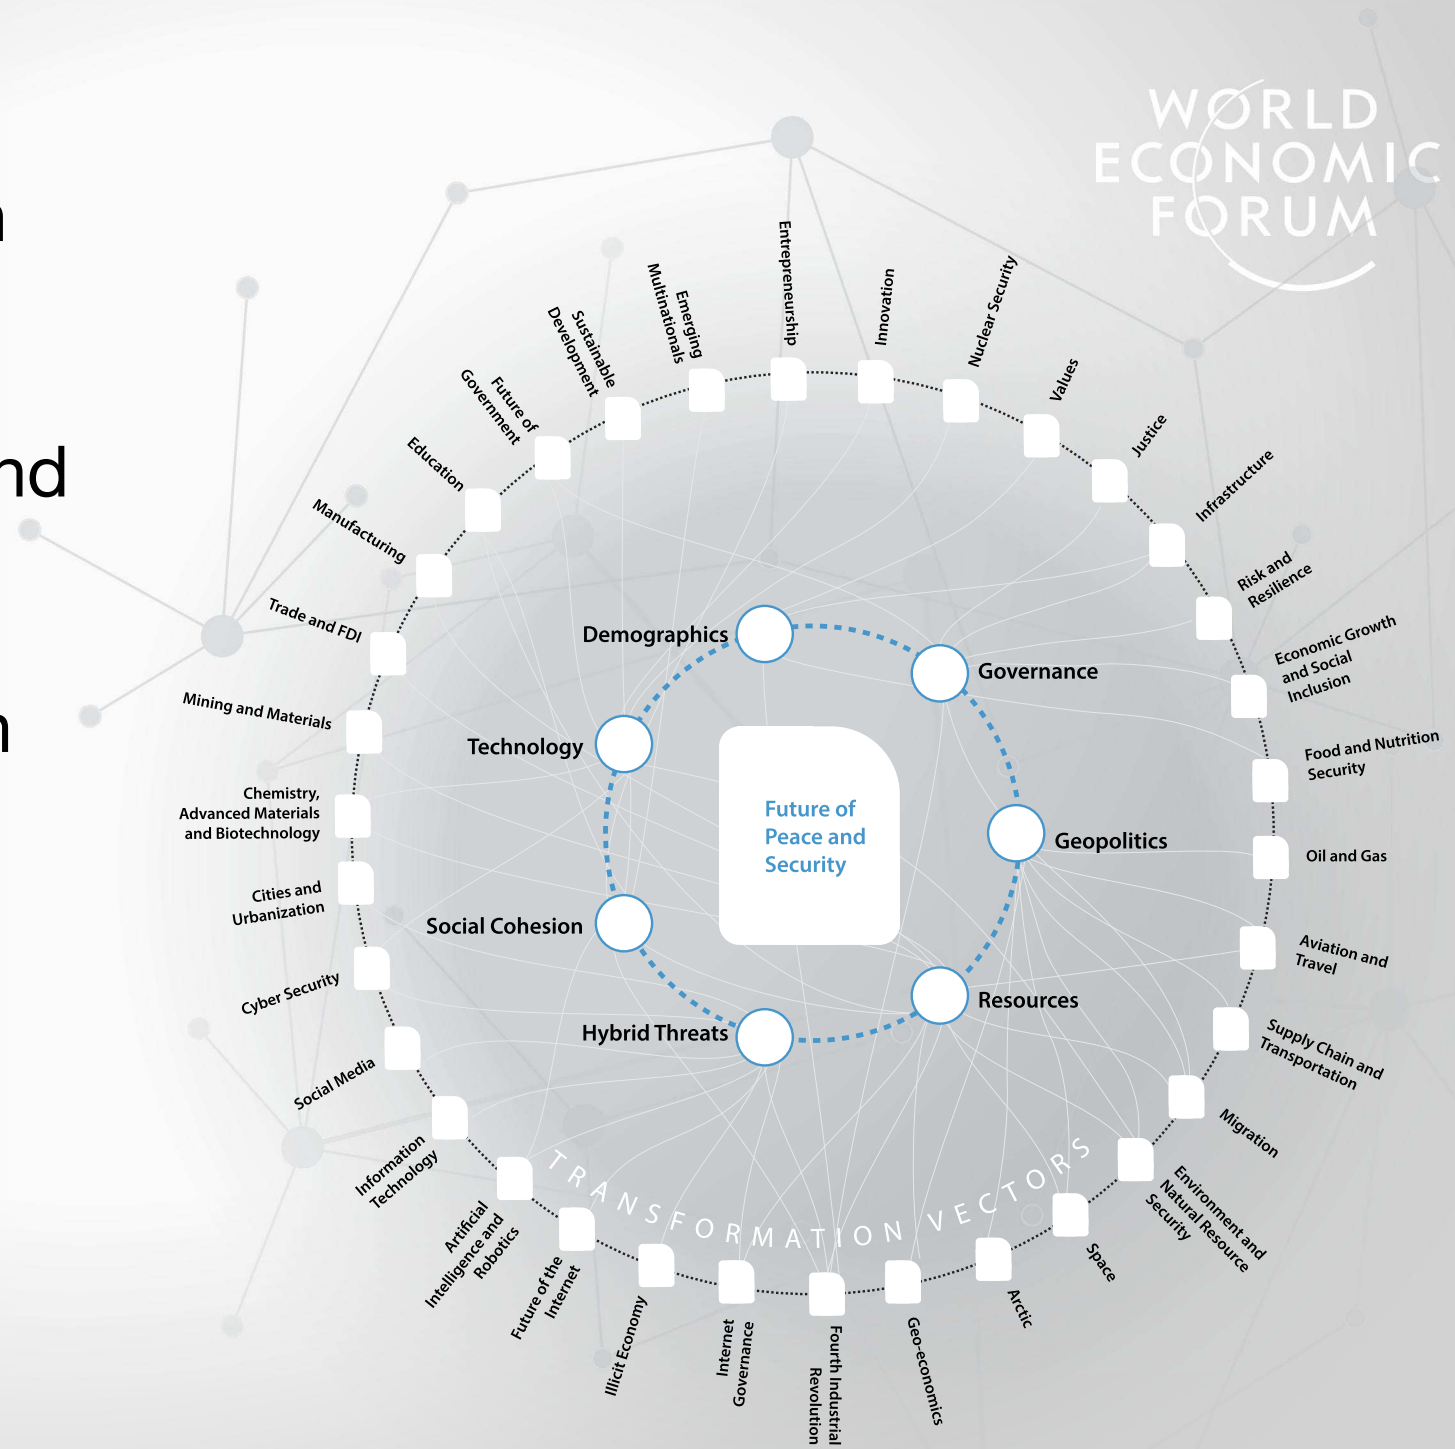 WORLD
ECONOMIC
FORUM
nd
Entrepreneurship
Innovation
Nuclear Security
Values
Justice
Infrastructure
Risk and
Resilience
Economic Growth
and Social
Inclusion
Food and Nutrition
Security
Oil and Gas
Aviation and
Travel
Supply Chain and
Transportation
Migration
Environment and
Natural Resource
Security
Space
Arctic
Geo-economics
Fourth Industrial
Revolution
Internet
Governance
Illicit Economy
Future of the
Internet
Artificial
Intelligence and
Robotics
Information
Technology
Social Media
Cyber Security
Cities and
Urbanization
Chemistry,
Advanced Materials
and Biotechnology
Mining and Materials
Trade and FDI
Manufacturing
Education
Future of
Government
Sustainable
Development
Emerging
Multinationals
Demographics
Governance
Technology
Geopolitics
Social Cohesion
Resources
Hybrid Threats
Future of
Peace and
Security
TRANSFORMATION VECTORS